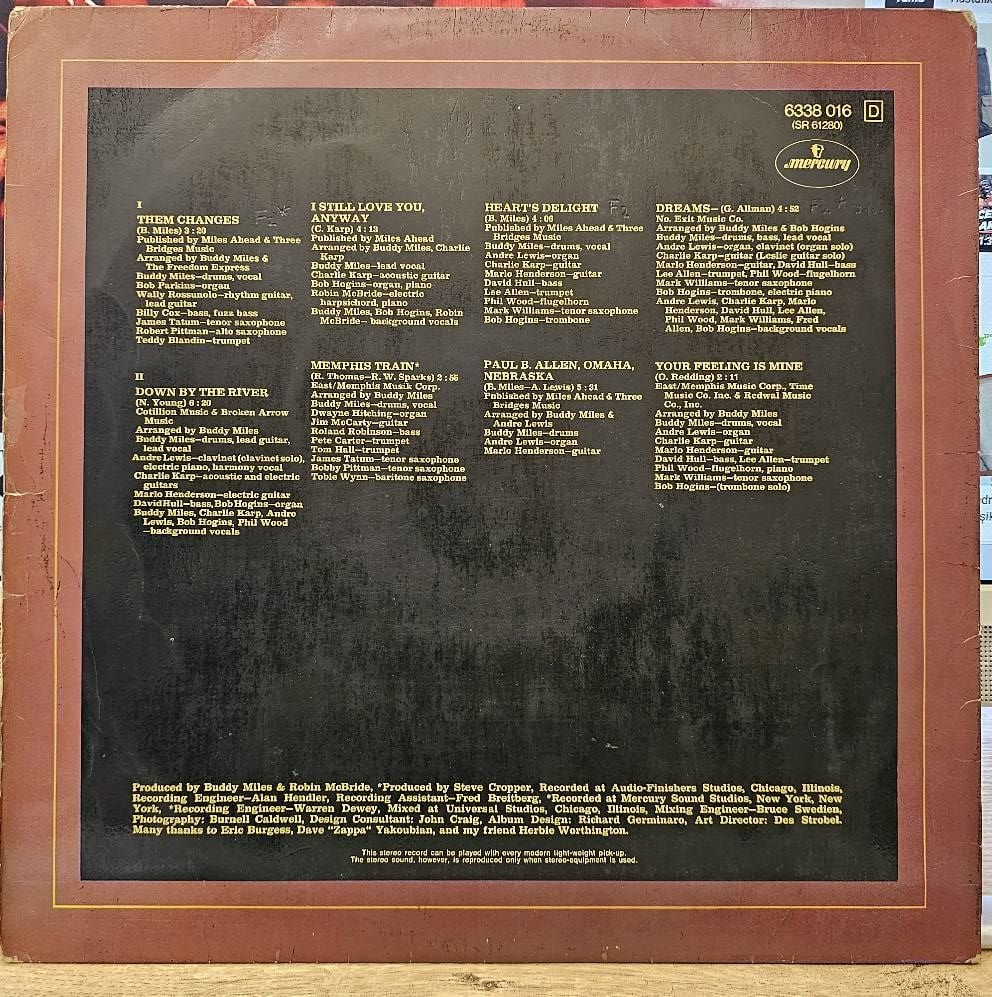 6338 016 D
(SR 61280)
mercury
I
THEM CHANGES
(B. Miles) 3:20
Published by Miles Ahead & Three
Bridges Music
Arranged by Buddy Miles &
The Freedom Express
Buddy Miles—drums, vocal
Bob Parkins—organ
Wally Rossunolo—rhythm guitar,
lead guitar
Billy Cox—bass, fuzz bass
James Tatum—tenor saxophone
Robert Pittman—alto saxophone
Teddy Blandin—trumpet
I STILL LOVE YOU,
ANYWAY
(C. Karp) 4:13
Published by Miles Ahead
Arranged by Buddy Miles, Charlie
Karp
Buddy Miles—lead vocal
Charlie Karp—acoustic guitar
Bob Hogins—organ, piano
Robin McBride—electric
harpsichord, piano
Buddy Miles, Bob Hogins, Robin
McBride—background vocals
HEART'S DELIGHT
(B. Miles) 4:06
Published by Miles Ahead & Three
Bridges Music
Buddy Miles—drums, vocal
Andre Lewis—organ
Charlie Karp—guitar
Marlo Henderson—guitar
David Hull—bass
Lee Allen—trumpet
Phil Wood—flugelhorn
Mark Williams—tenor saxophone
Bob Hogins—trombone
DREAMS—(G. Allman) 4:52
No. Exit Music Co.
Arranged by Buddy Miles & Bob Hogins
Buddy Miles—drums, bass, lead vocal
Andre Lewis—organ, clavinet (organ solo)
Charlie Karp—guitar (Leslie guitar solo)
Marlo Henderson—guitar, David Hull—bass
Lee Allen—trumpet, Phil Wood—flugelhorn
Mark Williams—tenor saxophone
Bob Hogins—trombone, electric piano
Andre Lewis, Charlie Karp, Marlo
Henderson, David Hull, Lee Allen,
Phil Wood, Mark Williams, Fred
Allen, Bob Hogins—background vocals
II
DOWN BY THE RIVER
(N. Young) 6:20
Cotillion Music & Broken Arrow
Music
Arranged by Buddy Miles
Buddy Miles—drums, lead guitar,
lead vocal
Andre Lewis—clavinet (clavinet solo),
electric piano, harmony vocal
Charlie Karp—acoustic and electric
guitars
Marlo Henderson—electric guitar
David Hull—bass, Bob Hogins—organ
Buddy Miles, Charlie Karp, Andre
Lewis, Bob Hogins, Phil Wood
—background vocals
MEMPHIS TRAIN*
(R. Thomas—R. W. Sparks) 2:56
East/Memphis Musik Corp.
Arranged by Buddy Miles
Buddy Miles—drums, vocal
Dwayne Hitching—organ
Jim McCarty—guitar
Roland Robinson—bass
Pete Carter—trumpet
Tom Hall—trumpet
James Tatum—tenor saxophone
Bobby Pittman—tenor saxophone
Tobie Wynn—baritone saxophone
PAUL B. ALLEN, OMAHA,
NEBRASKA
(B. Miles—A. Lewis) 5:31
Published by Miles Ahead & Three
Bridges Music
Arranged by Buddy Miles &
Andre Lewis
Buddy Miles—drums
Andre Lewis—organ
Marlo Henderson—guitar
YOUR FEELING IS MINE
(O. Redding) 2:17
East/Memphis Music Corp., Time
Music Co. Inc. & Redwal Music
Co., Inc
Arranged by Buddy Miles
Buddy Miles—drums, vocal
Andre Lewis—organ
Charlie Karp—guitar
Marlo Henderson—guitar
David Hull—bass, Lee Allen—trumpet
Phil Wood—flugelhorn, piano
Mark Williams—tenor saxophone
Bob Hogins—(trombone solo)
Produced by Buddy Miles & Robin McBride, *Produced by Steve Cropper, Recorded at Audio-Finishers Studios, Chicago, Illinois,
Recording Engineer—Alan Hendler, Recording Assistant—Fred Breitberg, *Recorded at Mercury Sound Studios, New York, New
York, *Recording Engineer—Warren Dewey, Mixed at Universal Studios, Chicago, Illinois, Mixing Engineer—Bruce Swedien,
Photography: Burnell Caldwell, Design Consultant: John Craig, Album Design: Richard Germinaro, Art Director: Des Strobel.
Many thanks to Eric Burgess, Dave "Zappa" Yakoubian, and my friend Herbie Worthington.
This stereo record can be played with every modern light-weight pick-up.
The stereo sound, however, is reproduced only when stereo-equipment is used.